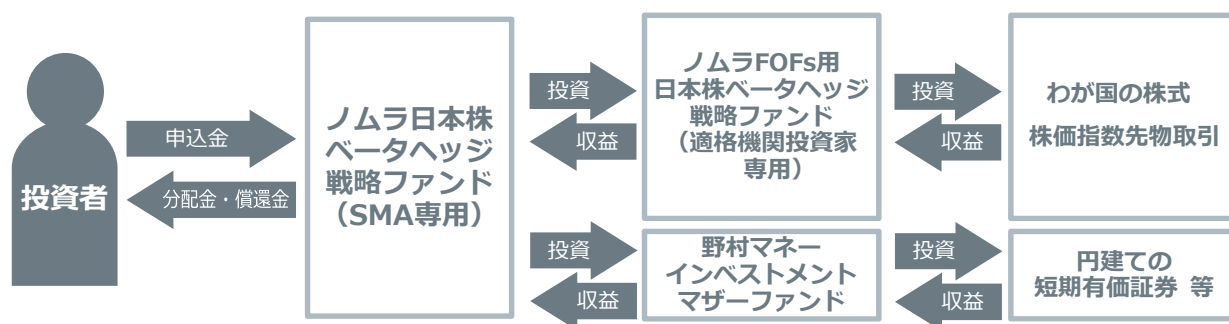 投資者
申込金
分配金・償還金
ノムラ日本株
ベータヘッジ
戦略ファンド
（SMA専用）
投資
収益
ノムラFOFs用
日本株ベータヘッジ
戦略ファンド
（適格機関投資家
専用）
投資
収益
わが国の株式
株価指数先物取引
投資
収益
野村マネー
インベストメント
マザーファンド
投資
収益
円建ての
短期有価証券 等